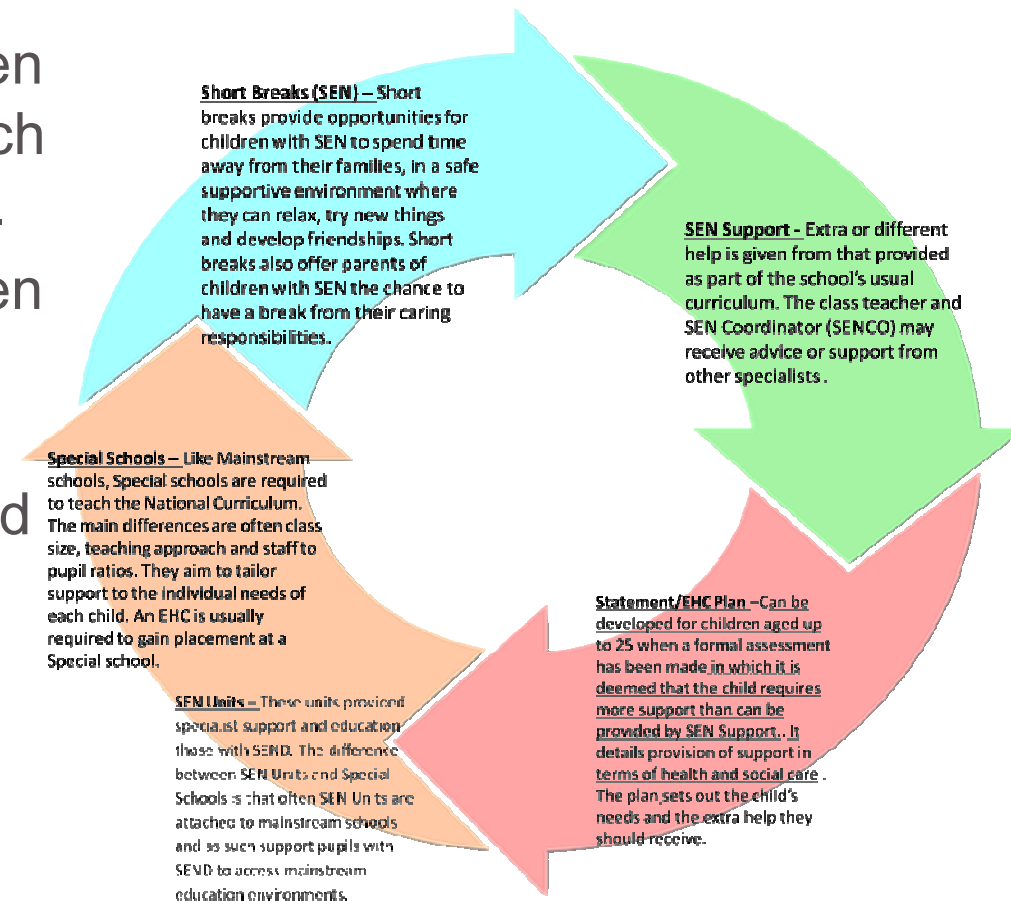 en
ch
.
en
d
Short Breaks (SEN) – Short
breaks provide opportunities for
children with SEN to spend time
away from their families, in a safe
supportive environment where
they can relax, try new things
and develop friendships. Short
breaks also offer parents of
children with SEN the chance to
have a break from their caring
responsibilities.
SEN Support - Extra or different
help is given from that provided
as part of the school's usual
curriculum. The class teacher and
SEN Coordinator (SENCO) may
receive advice or support from
other specialists .
Statement/EHC Plan –Can be
developed for children aged up
to 25 when a formal assessment
has been made in which it is
deemed that the child requires
more support than can be
provided by SEN Support.. It
details provision of support in
terms of health and social care .
The plan sets out the child's
needs and the extra help they
should receive.
Special Schools – Like Mainstream
schools, Special schools are required
to teach the National Curriculum.
The main differences are often class
size, teaching approach and staff to
pupil ratios. They aim to tailor
support to the individual needs of
each child. An EHC is usually
required to gain placement at a
Special school.
SEN Units – These units provided
specialist support and education
those with SEND. The difference
between SEN Units and Special
Schools is that often SEN Units are
attached to mainstream schools
and as such support pupils with
SEND to access mainstream
education environments.